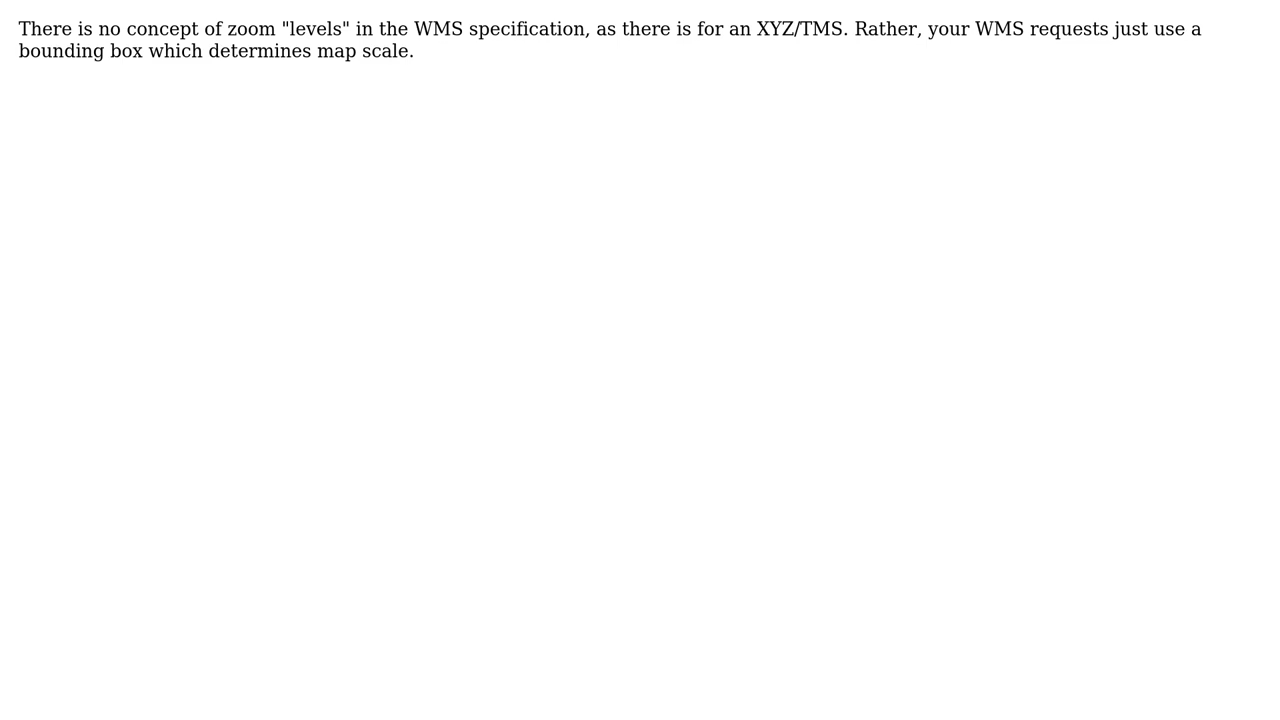 There is no concept of zoom "levels" in the WMS specification, as there is for an XYZ/TMS. Rather, your WMS requests just use a
bounding box which determines map scale.